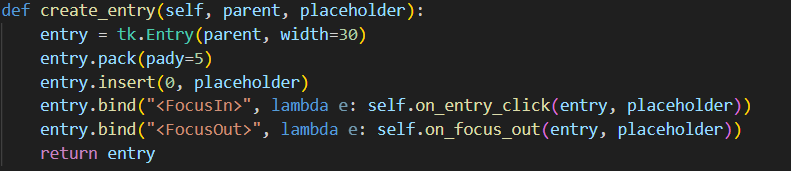 def create_entry(self, parent, placeholder):
    entry = tk.Entry(parent, width=30)
    entry.pack(pady=5)
    entry.insert(0, placeholder)
    entry.bind("<FocusIn>", lambda e: self.on_entry_click(entry, placeholder))
    entry.bind("<FocusOut>", lambda e: self.on_focus_out(entry, placeholder))
    return entry